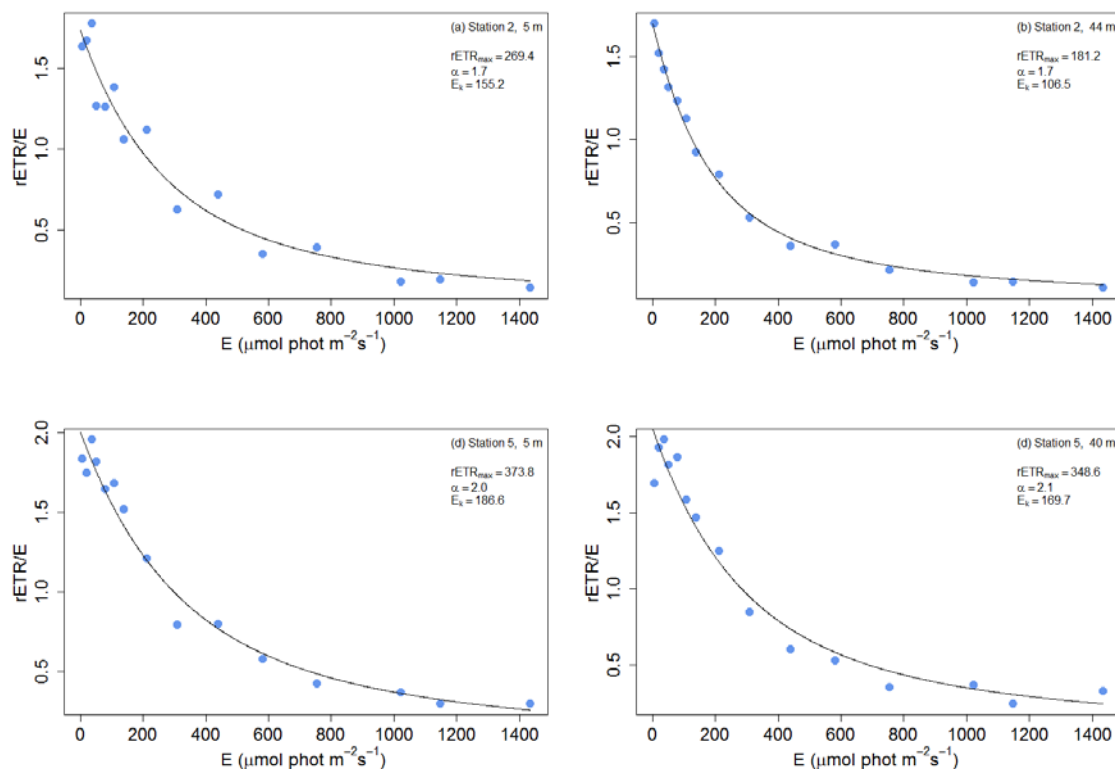 (a) Station 2, 5 m
rETRmax = 269.4
α = 1.7
Ek = 155.2
rETR/E
0.5 1.0 1.5
0 200 400 600 800 1000 1200 1400
E (μmol phot m−2s−1)
(b) Station 2, 44 m
rETRmax = 181.2
α = 1.7
Ek = 106.5
rETR/E
0.5 1.0 1.5
0 200 400 600 800 1000 1200 1400
E (μmol phot m−2s−1)
(d) Station 5, 5 m
rETRmax = 373.8
α = 2.0
Ek = 186.6
rETR/E
0.5 1.0 1.5 2.0
0 200 400 600 800 1000 1200 1400
E (μmol phot m−2s−1)
(d) Station 5, 40 m
rETRmax = 348.6
α = 2.1
Ek = 169.7
rETR/E
0.5 1.0 1.5 2.0
0 200 400 600 800 1000 1200 1400
E (μmol phot m−2s−1)